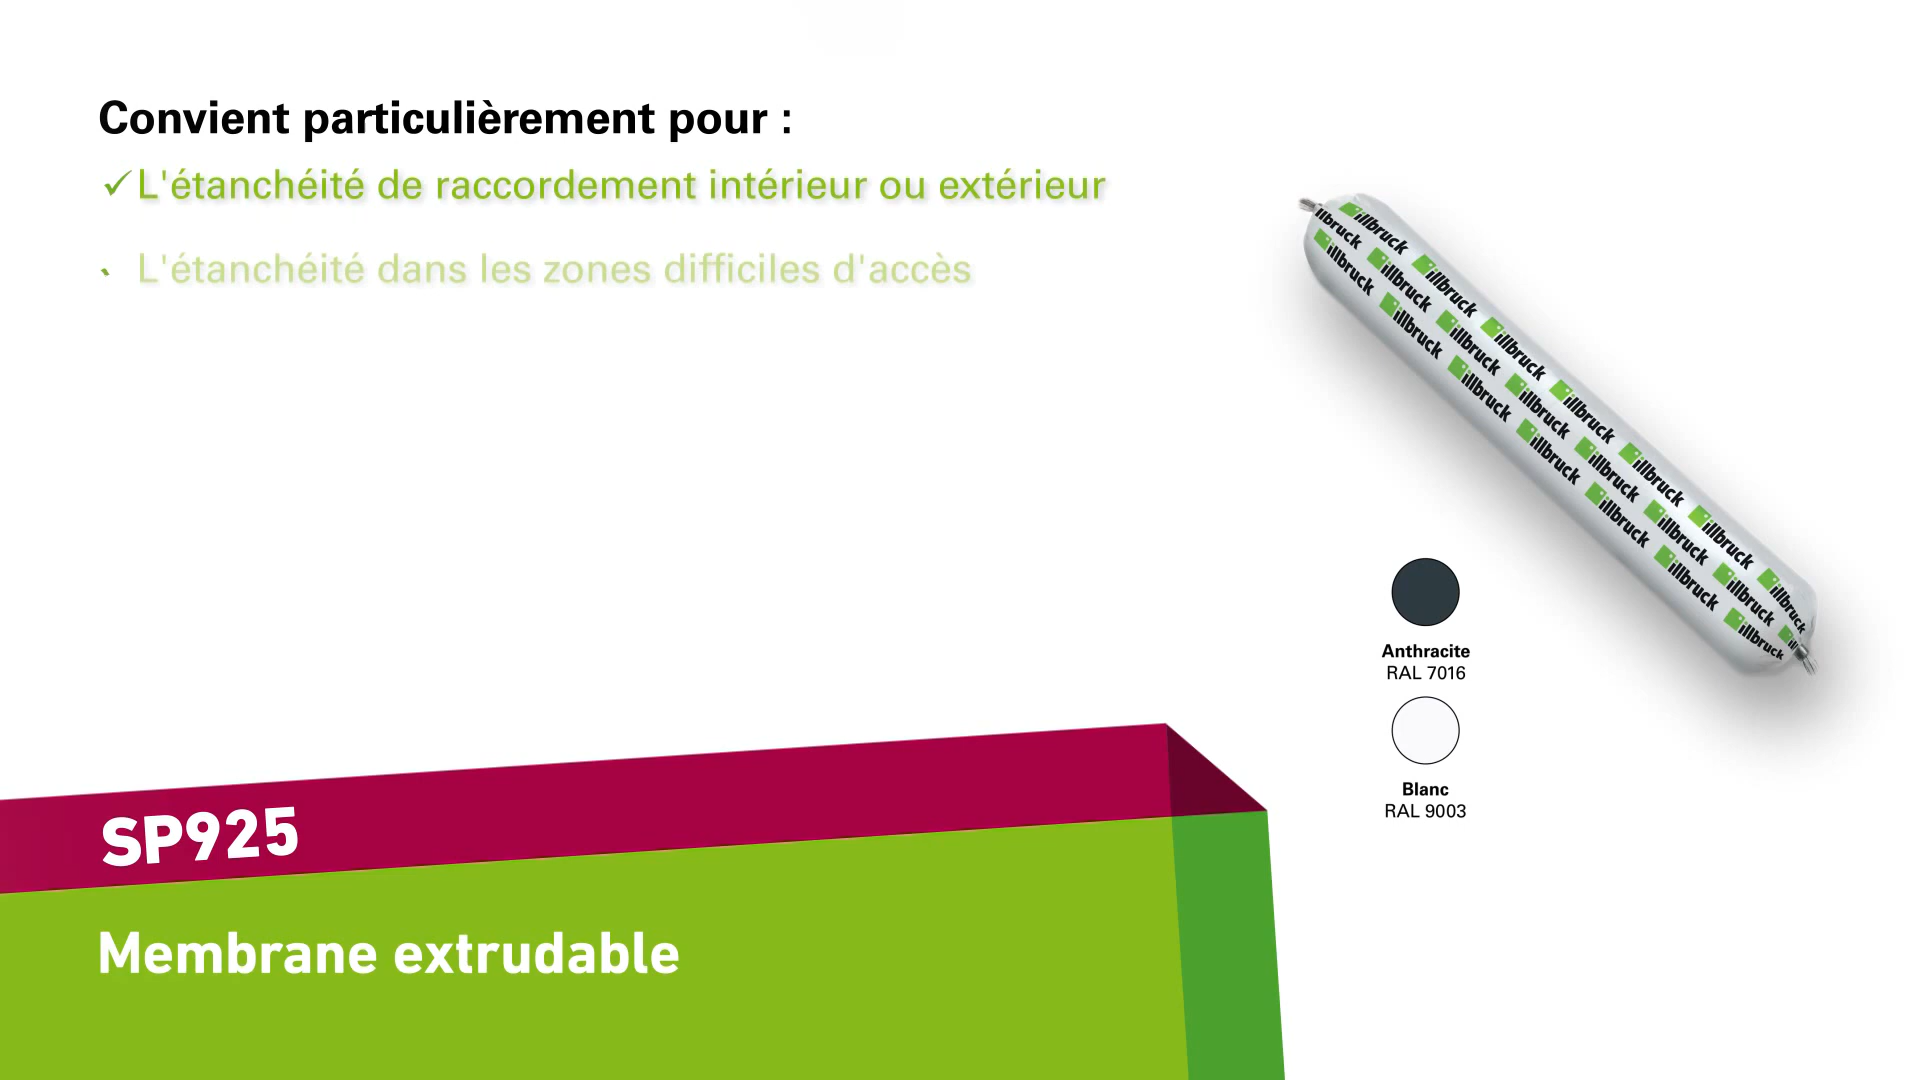 Convient particulièrement pour :
✓ L'étanchéité de raccordement intérieur ou extérieur
L'étanchéité dans les zones difficiles d'accès
illbruck
Anthracite
RAL 7016
Blanc
RAL 9003
SP925
Membrane extrudable